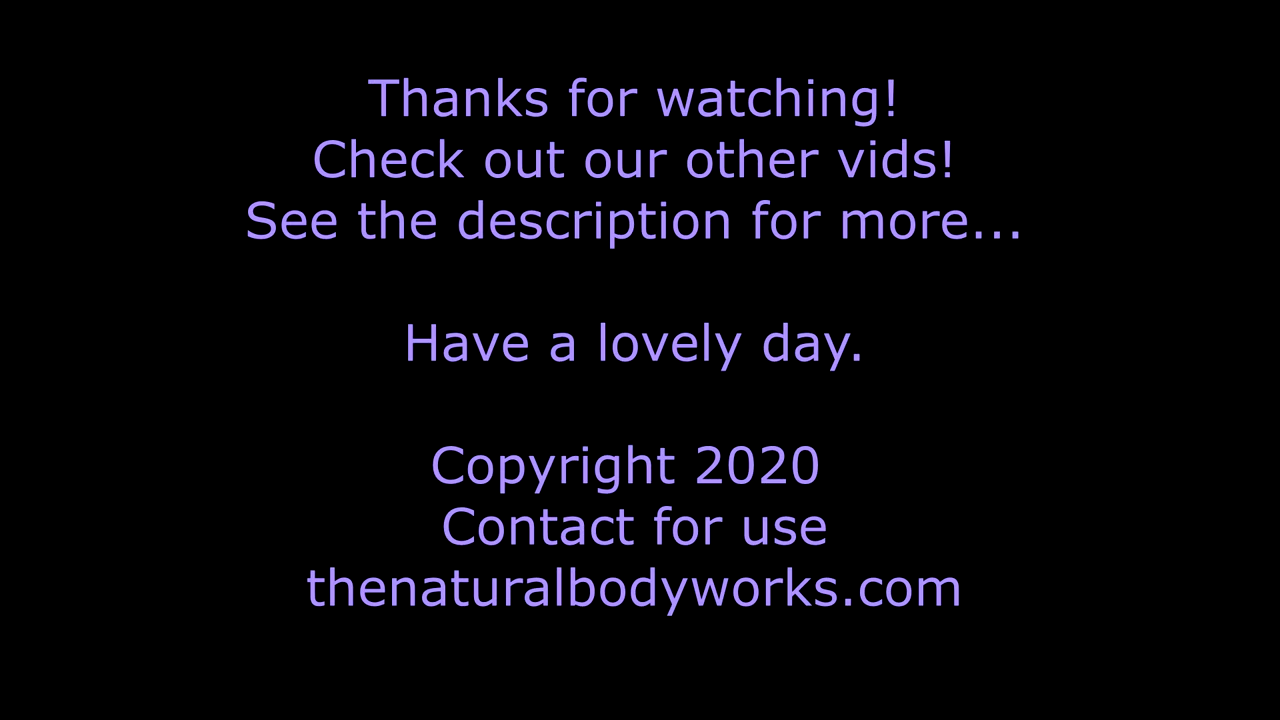 Thanks for watching!
Check out our other vids!
See the description for more...
Have a lovely day.
Copyright 2020
Contact for use
thenaturalbodyworks.com